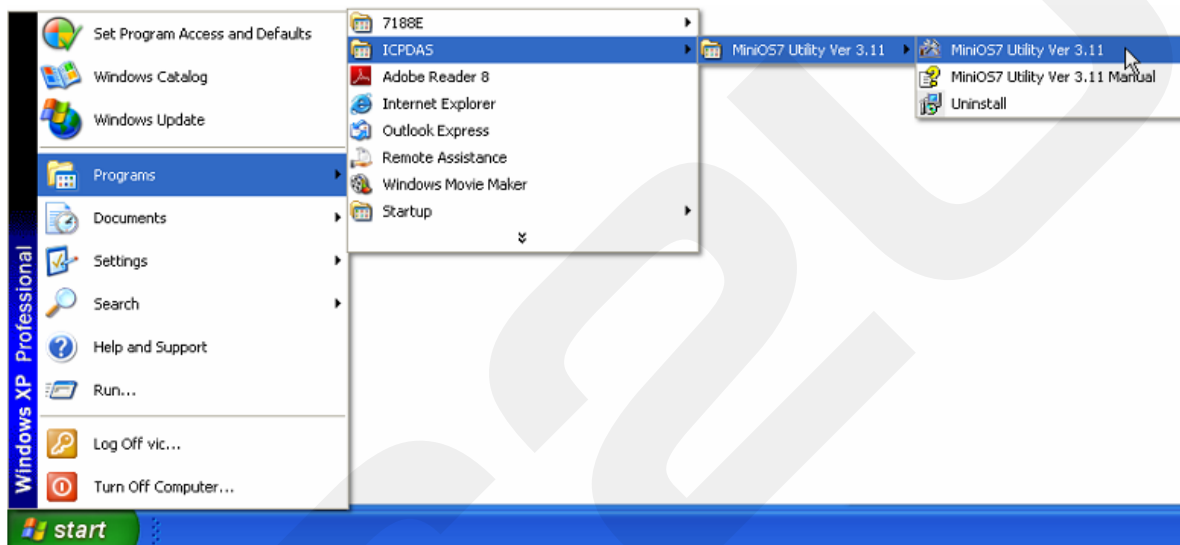 Set Program Access and Defaults
Windows Catalog
Windows Update
Programs
Documents
Settings
Search
Help and Support
Run...
Log Off vic...
Turn Off Computer...
Windows XP Professional
start
7188E
ICPDAS
Adobe Reader 8
Internet Explorer
Outlook Express
Remote Assistance
Windows Movie Maker
Startup
MiniOS7 Utility Ver 3.11
MiniOS7 Utility Ver 3.11
MiniOS7 Utility Ver 3.11 Manual
Uninstall